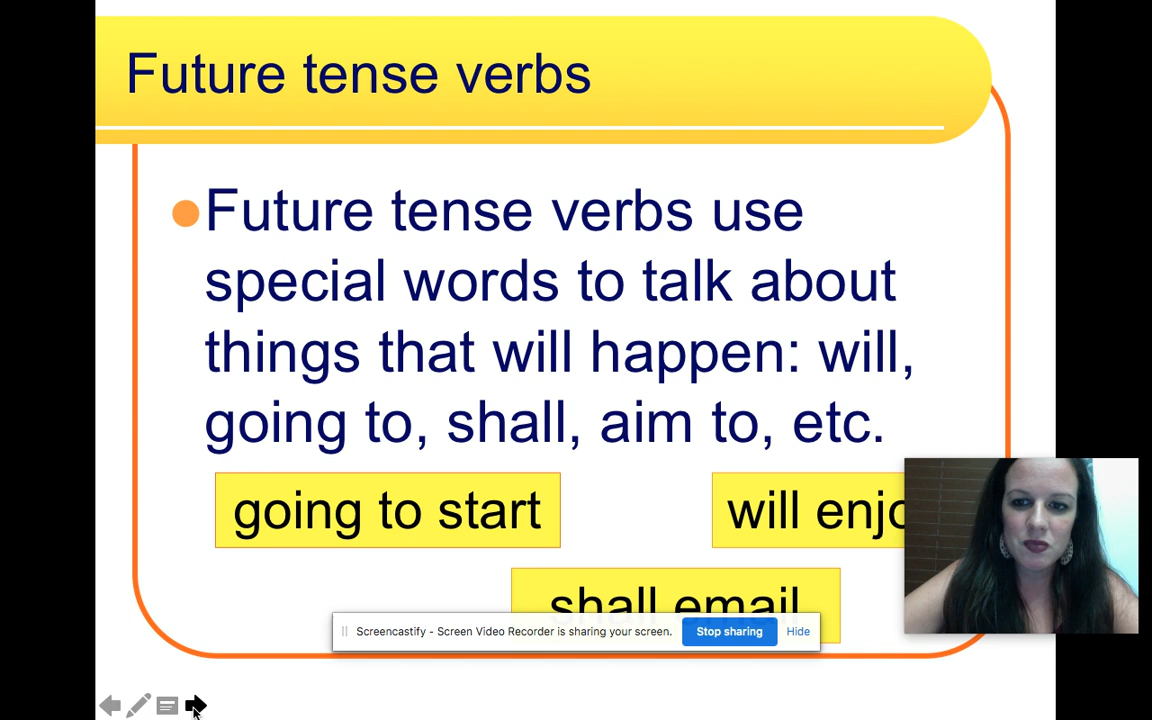 Future tense verbs
Future tense verbs use
special words to talk about
things that will happen: will,
going to, shall, aim to, etc.
going to start
will
shall email
Screencastify - Screen Video Recorder is sharing your screen.
Stop sharing
Hide